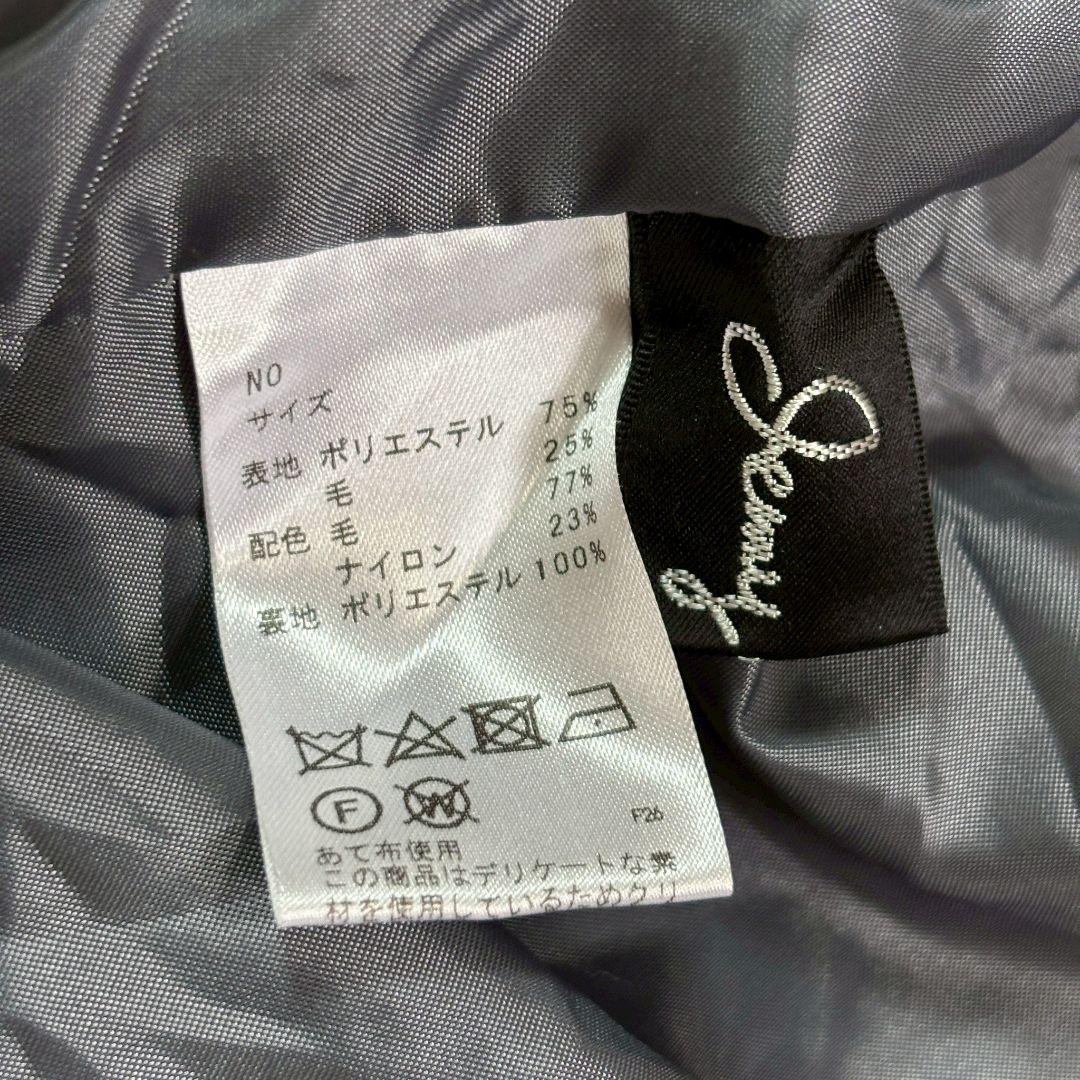 NO
サイズ
表地 ポリエステル 75%
毛 25%
配色 毛 77%
ナイロン 23%
裏地 ポリエステル 100%
F W
F26
あて布使用
この商品はデリケートな素
材を使用しているためクリ